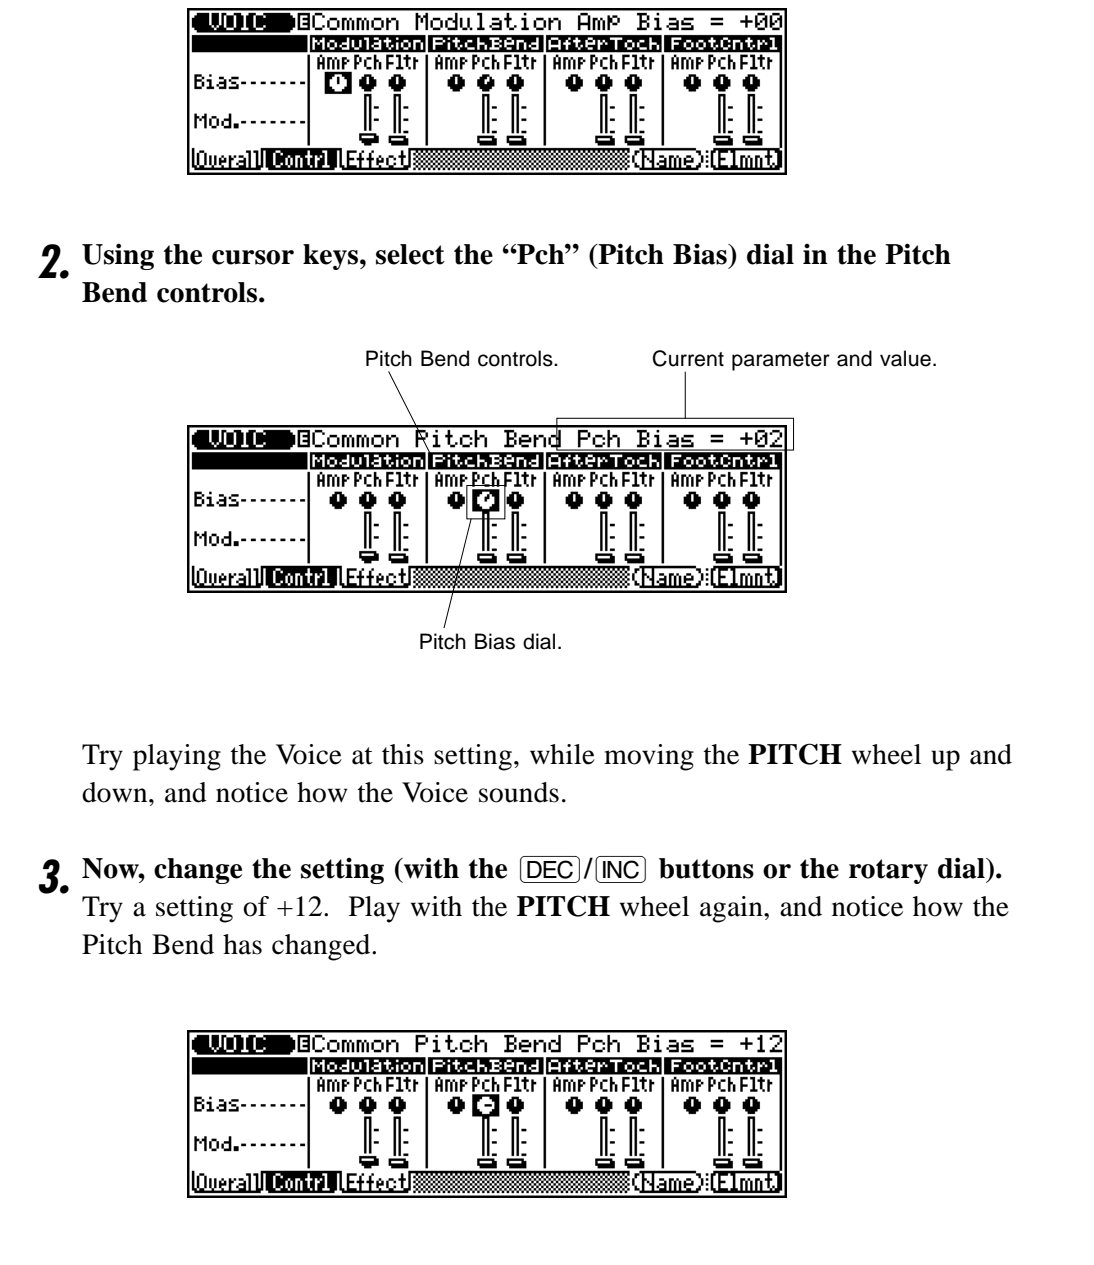 VOIC ECommon Modulation Amp Bias = +00
Modulation PitchBend AfterToch FootCntrl
Amp Pch Fltr Amp Pch Fltr Amp Pch Fltr Amp Pch Fltr
Bias-------
Mod.-------
Overall Contrl Effect (Name) (Elmnt)
2. Using the cursor keys, select the “Pch” (Pitch Bias) dial in the Pitch
Bend controls.
Pitch Bend controls. Current parameter and value.
VOIC ECommon Pitch Bend Pch Bias = +02
Modulation PitchBend AfterToch FootCntrl
Amp Pch Fltr Amp Pch Fltr Amp Pch Fltr Amp Pch Fltr
Bias-------
Mod.-------
Overall Contrl Effect (Name) (Elmnt)
Pitch Bias dial.
Try playing the Voice at this setting, while moving the PITCH wheel up and
down, and notice how the Voice sounds.
3. Now, change the setting (with the DEC/INC buttons or the rotary dial).
Try a setting of +12. Play with the PITCH wheel again, and notice how the
Pitch Bend has changed.
VOIC ECommon Pitch Bend Pch Bias = +12
Modulation PitchBend AfterToch FootCntrl
Amp Pch Fltr Amp Pch Fltr Amp Pch Fltr Amp Pch Fltr
Bias-------
Mod.-------
Overall Contrl Effect (Name) (Elmnt)